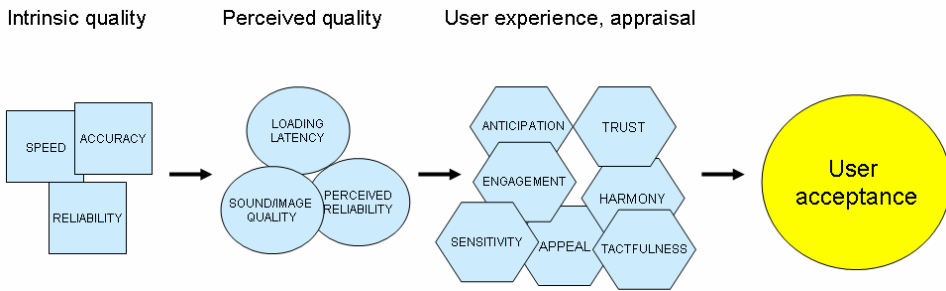 Intrinsic quality
Perceived quality
User experience, appraisal
SPEED
ACCURACY
RELIABILITY
LOADING
LATENCY
SOUND/IMAGE
QUALITY
PERCEIVED
RELIABILITY
ANTICIPATION
TRUST
ENGAGEMENT
HARMONY
SENSITIVITY
APPEAL
TACTFULNESS
User
acceptance